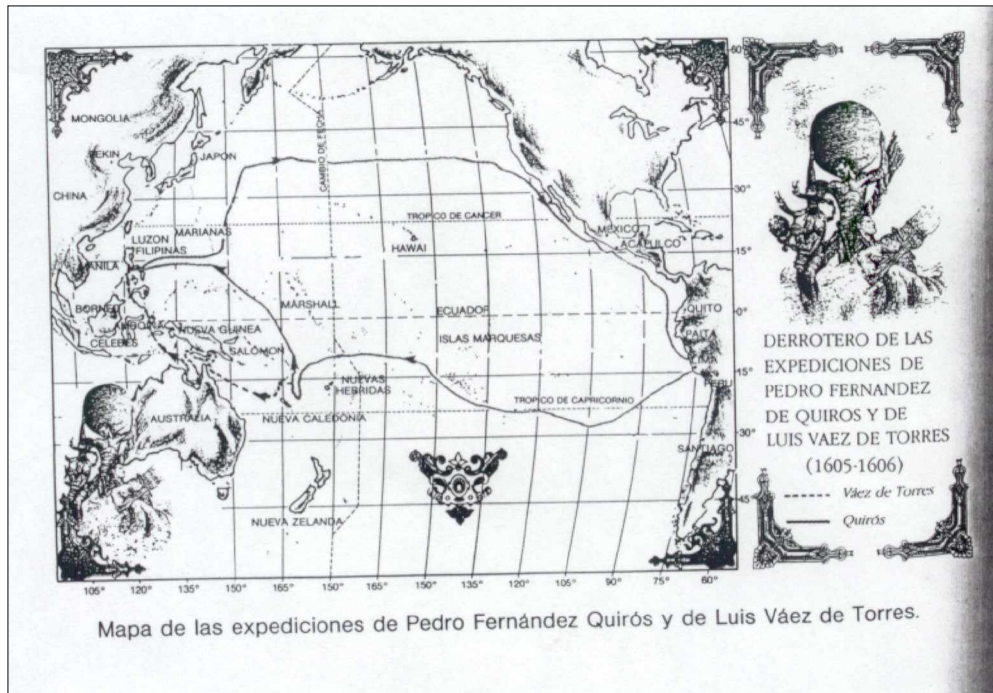 MONGOLIA
PEKIN
JAPON
CHINA
CAMBIO DE FECHA
TROPICO DE CANCER
LUZON
MARIANAS
FILIPINAS
HAWAI
MEXICO
ACAPULCO
MARSHALL
BORNEO
ECUADOR
QUITO
NUEVA GUINEA
CELEBES
SALOMON
ISLAS MARQUESAS
PAITA
PERU
NUEVAS
HEBRIDAS
AUSTRALIA
NUEVA CALEDONIA
TROPICO DE CAPRICORNIO
SANTIAGO
NUEVA ZELANDA
60°
45°
30°
15°
0°
15°
30°
45°
105° 120° 135° 150° 165° 150° 165° 150° 135° 120° 105° 90° 75° 60°
DERROTERO DE LAS
EXPEDICIONES DE
PEDRO FERNANDEZ
DE QUIROS Y DE
LUIS VAEZ DE TORRES
(1605-1606)
Váez de Torres
Quirós
Mapa de las expediciones de Pedro Fernández Quirós y de Luis Váez de Torres.